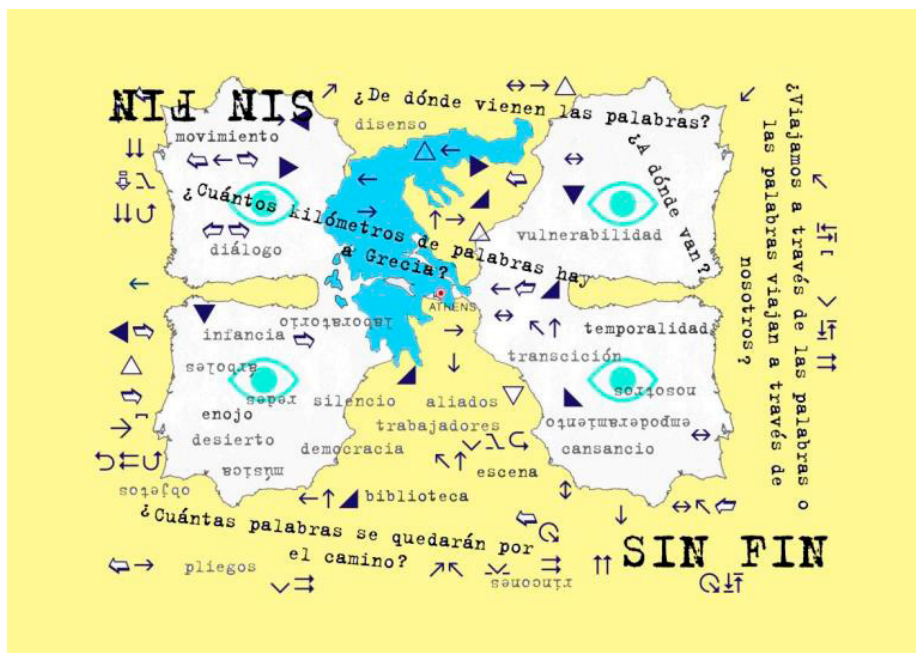 SIN FIN
¿De dónde vienen las palabras?
disenso
movimiento
¿A dónde van?
¿Viajamos a través de las palabras o
las palabras viajan a través de
nosotros?
¿Cuántos kilómetros de palabras hay
a Grecia?
vulnerabilidad
diálogo
ATHENS
laboratorio
infancia
temporalidad
transcición
árboles
redes
nosotros
enojo
silencio
aliados
empoderamiento
trabajadores
desierto
democracia
cansancio
música
escena
objetos
biblioteca
¿Cuántas palabras se quedarán por
el camino?
SIN FIN
pliegos
rincones